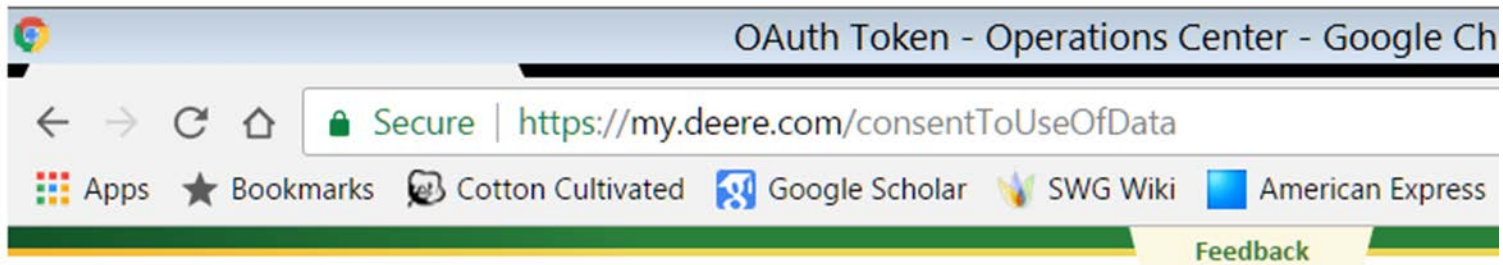 OAuth Token - Operations Center - Google Ch
Secure | https://my.deere.com/consentToUseOfData
Apps Bookmarks Cotton Cultivated Google Scholar SWG Wiki American Express
Feedback